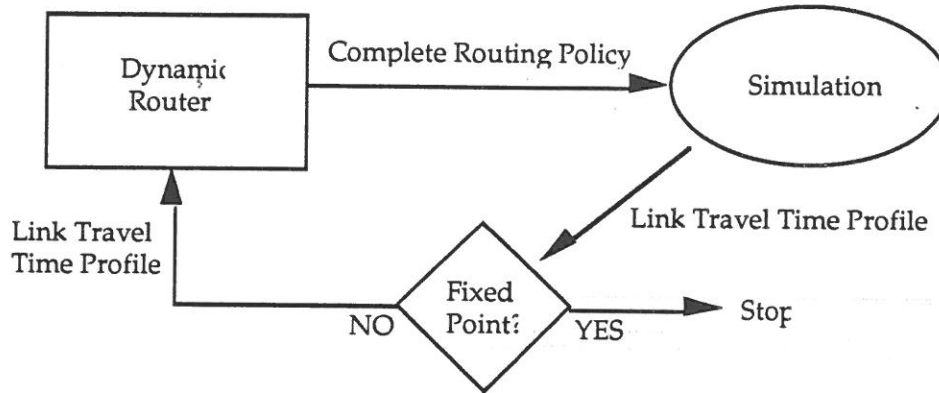 Dynamic
Router
Complete Routing Policy
Simulation
Link Travel Time Profile
Link Travel
Time Profile
Fixed
Point?
NO
YES
Stop